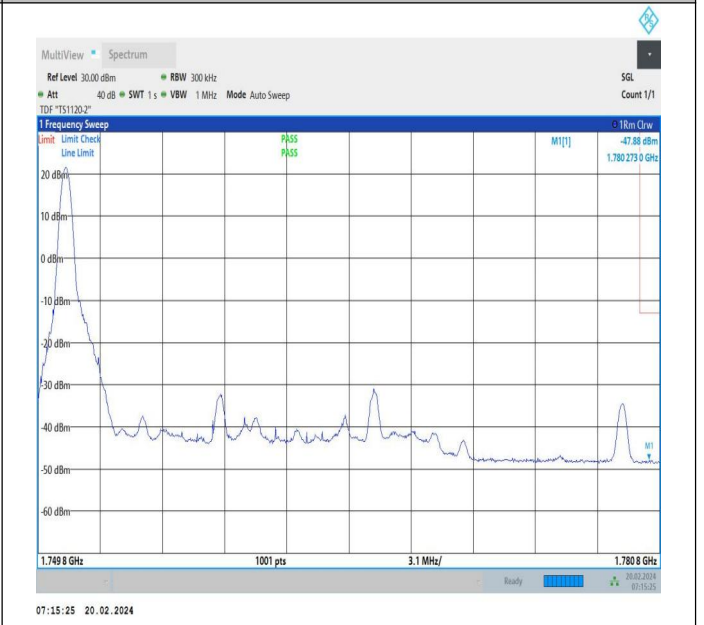 R S
MultiView Spectrum
Ref Level 30.00 dBm RBW 300 kHz SGL
Att 40 dB SWT 1 s VBW 1 MHz Mode Auto Sweep Count 1/1
TDF "TS1120-2"
1 Frequency Sweep 1Rm Clrw
Limit Limit Check PASS M1[1] -47.88 dBm
Line Limit PASS 1.780 273 0 GHz
20 dBm
10 dBm
0 dBm
-10 dBm
-20 dBm
-30 dBm
-40 dBm
M1
-50 dBm
-60 dBm
1.749 8 GHz 1001 pts 3.1 MHz/ 1.780 8 GHz
Ready 20.02.2024
07:15:25
07:15:25 20.02.2024